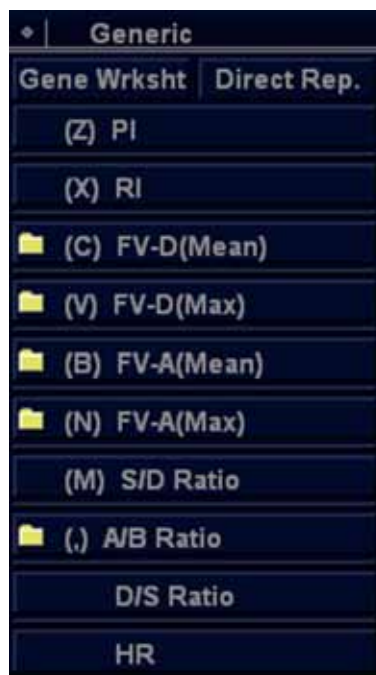 Generic
Gene Wrksht Direct Rep.
(Z) PI
(X) RI
(C) FV-D(Mean)
(V) FV-D(Max)
(B) FV-A(Mean)
(N) FV-A(Max)
(M) S/D Ratio
(,) A/B Ratio
D/S Ratio
HR